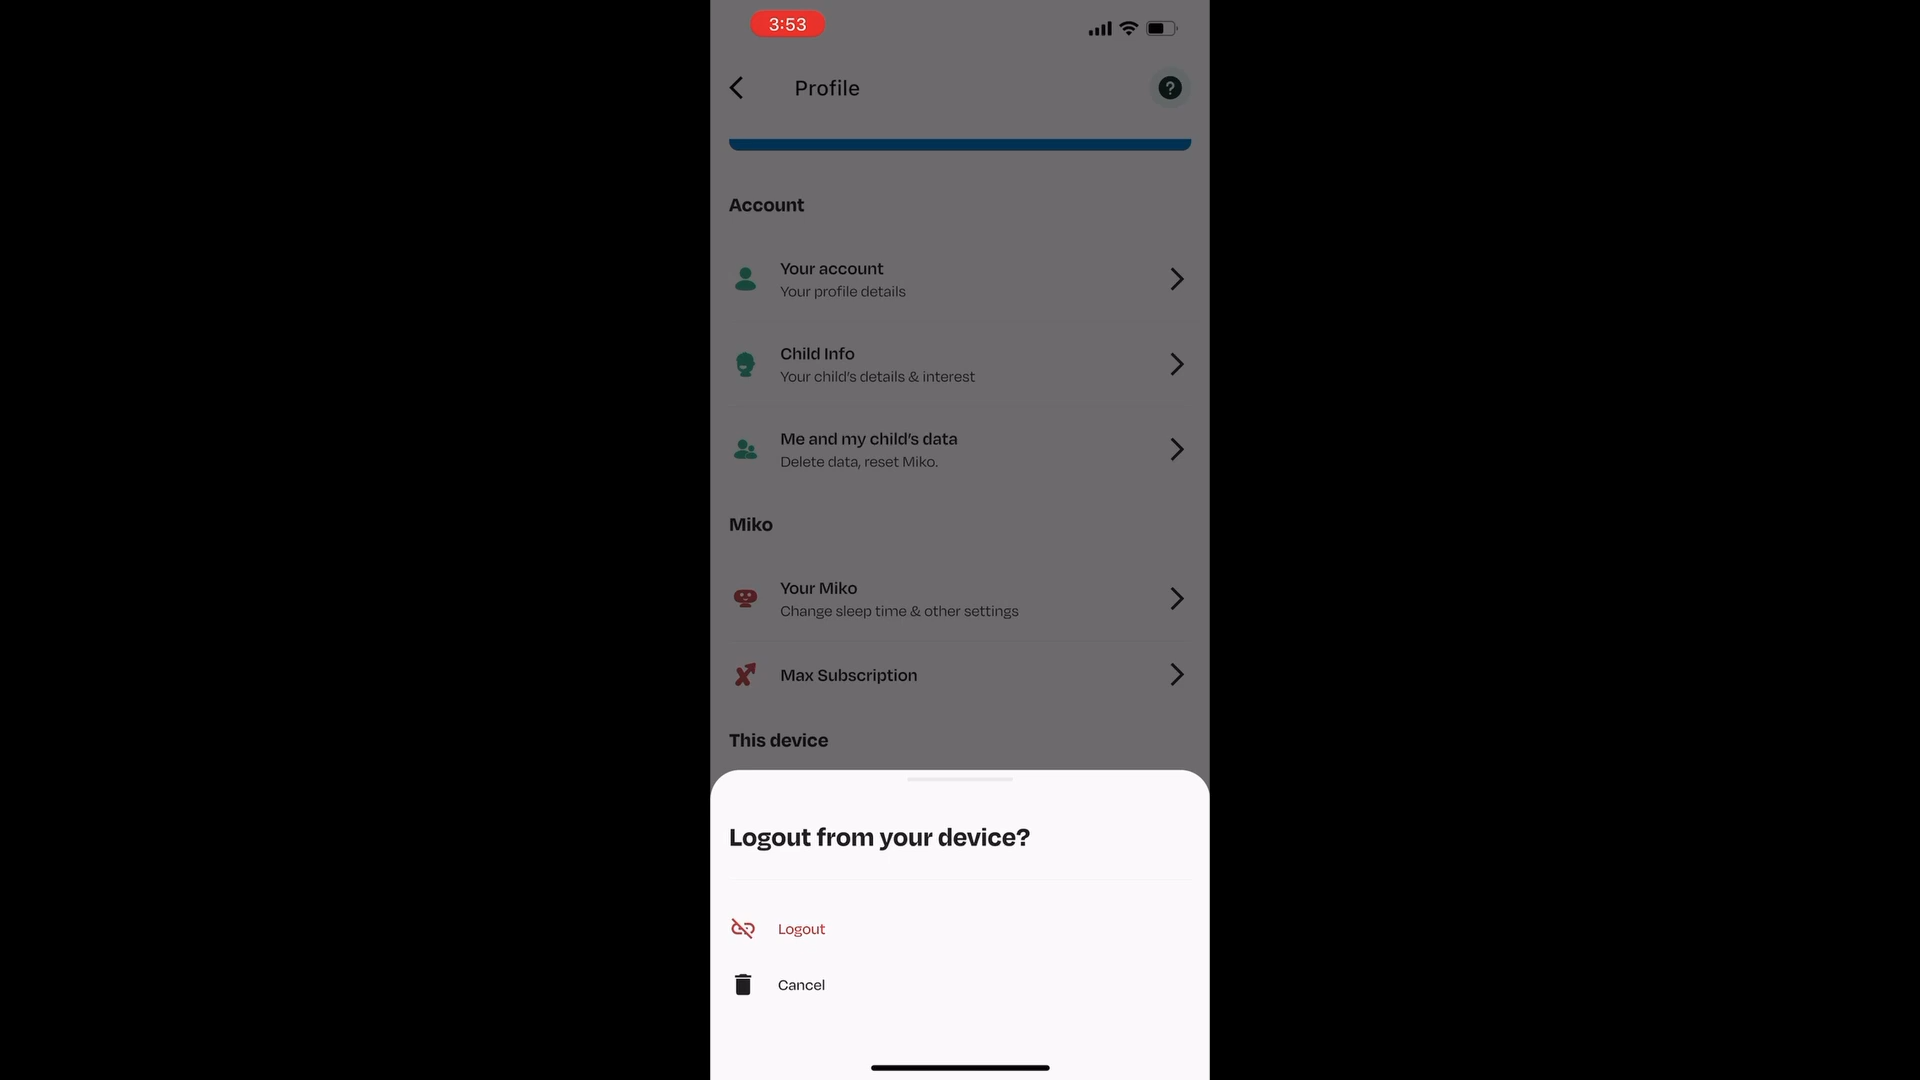 3:53
Profile
?
Account
Your account
Your profile details
Child Info
Your child's details & interest
Me and my child's data
Delete data, reset Miko.
Miko
Your Miko
Change sleep time & other settings
Max Subscription
This device
Logout from your device?
Logout
Cancel